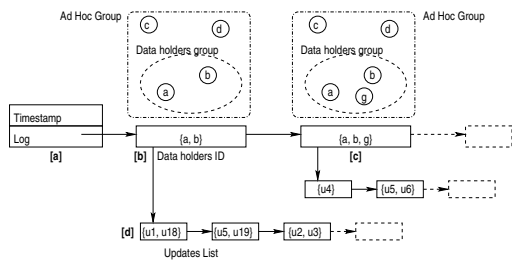 Ad Hoc Group
c
d
Data holders group
b
a
Ad Hoc Group
c
d
Data holders group
b
a
g
Timestamp
Log
[a]
{a, b}
[b]
Data holders ID
{a, b, g}
[c]
{u4}
{u5, u6}
[d]
{u1, u18}
{u5, u19}
{u2, u3}
Updates List